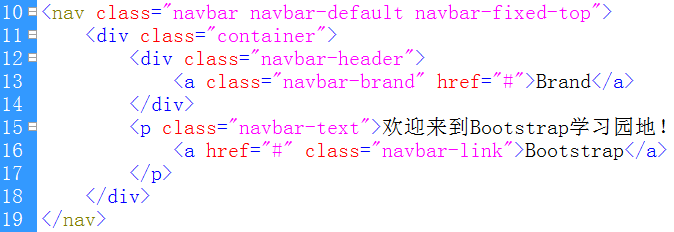 10 <nav class="navbar navbar-default navbar-fixed-top">
11     <div class="container">
12         <div class="navbar-header">
13             <a class="navbar-brand" href="#">Brand</a>
14         </div>
15         <p class="navbar-text">欢迎来到Bootstrap学习园地!
16             <a href="#" class="navbar-link">Bootstrap</a>
17         </p>
18     </div>
19 </nav>